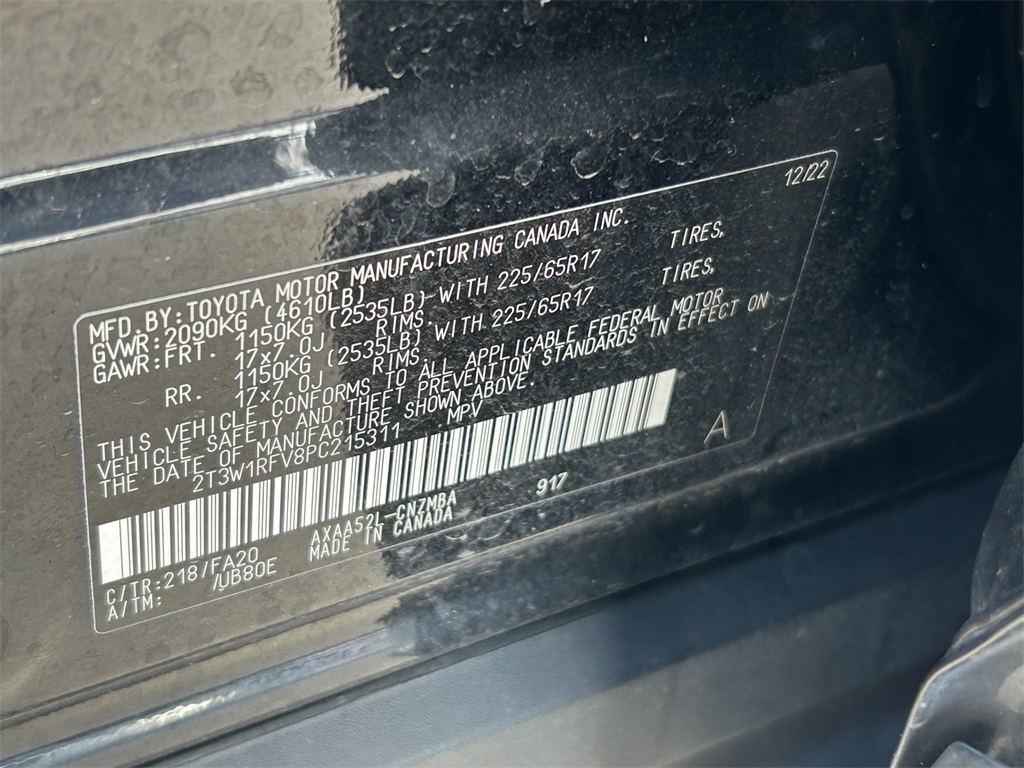 12/22
MFD.BY:TOYOTA MOTOR MANUFACTURING CANADA INC.
GVWR:2090KG (4610LB)
GAWR:FRT. 1150KG (2535LB) WITH 225/65R17 TIRES,
17x7.0J RIMS.
RR. 1150KG (2535LB) WITH 225/65R17 TIRES,
17x7.0J RIMS.
THIS VEHICLE CONFORMS TO ALL APPLICABLE FEDERAL MOTOR
VEHICLE SAFETY AND THEFT PREVENTION STANDARDS IN EFFECT ON
THE DATE OF MANUFACTURE SHOWN ABOVE.
2T3W1RFV8PC215311 MPV
A
C/TR:218/FA20 AXAA52L-CNZMBA 917
A/TM: /UB80E MADE IN CANADA